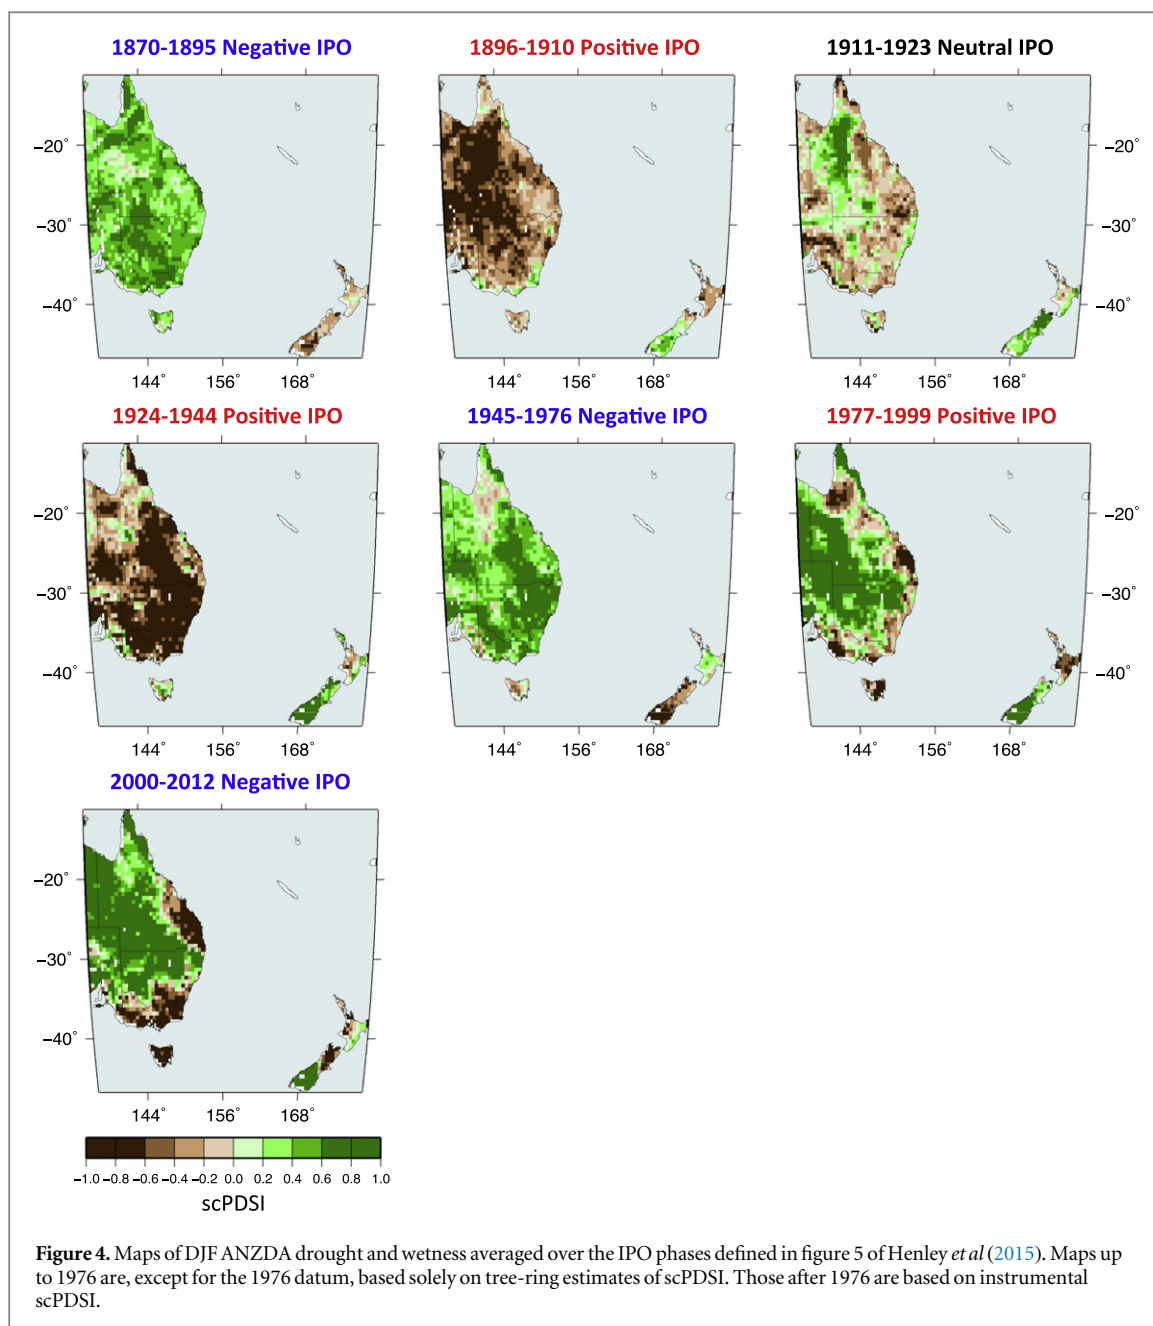 1870-1895 Negative IPO
1896-1910 Positive IPO
1911-1923 Neutral IPO
−20°
−30°
−40°
−20°
−30°
−40°
144° 156° 168°
144° 156° 168°
144° 156° 168°
1924-1944 Positive IPO
1945-1976 Negative IPO
1977-1999 Positive IPO
−20°
−30°
−40°
−20°
−30°
−40°
144° 156° 168°
144° 156° 168°
144° 156° 168°
2000-2012 Negative IPO
−20°
−30°
−40°
144° 156° 168°
−1.0 −0.8 −0.6 −0.4 −0.2 0.0 0.2 0.4 0.6 0.8 1.0
scPDSI
Figure 4. Maps of DJF ANZDA drought and wetness averaged over the IPO phases defined in figure 5 of Henley et al (2015). Maps up
to 1976 are, except for the 1976 datum, based solely on tree-ring estimates of scPDSI. Those after 1976 are based on instrumental
scPDSI.